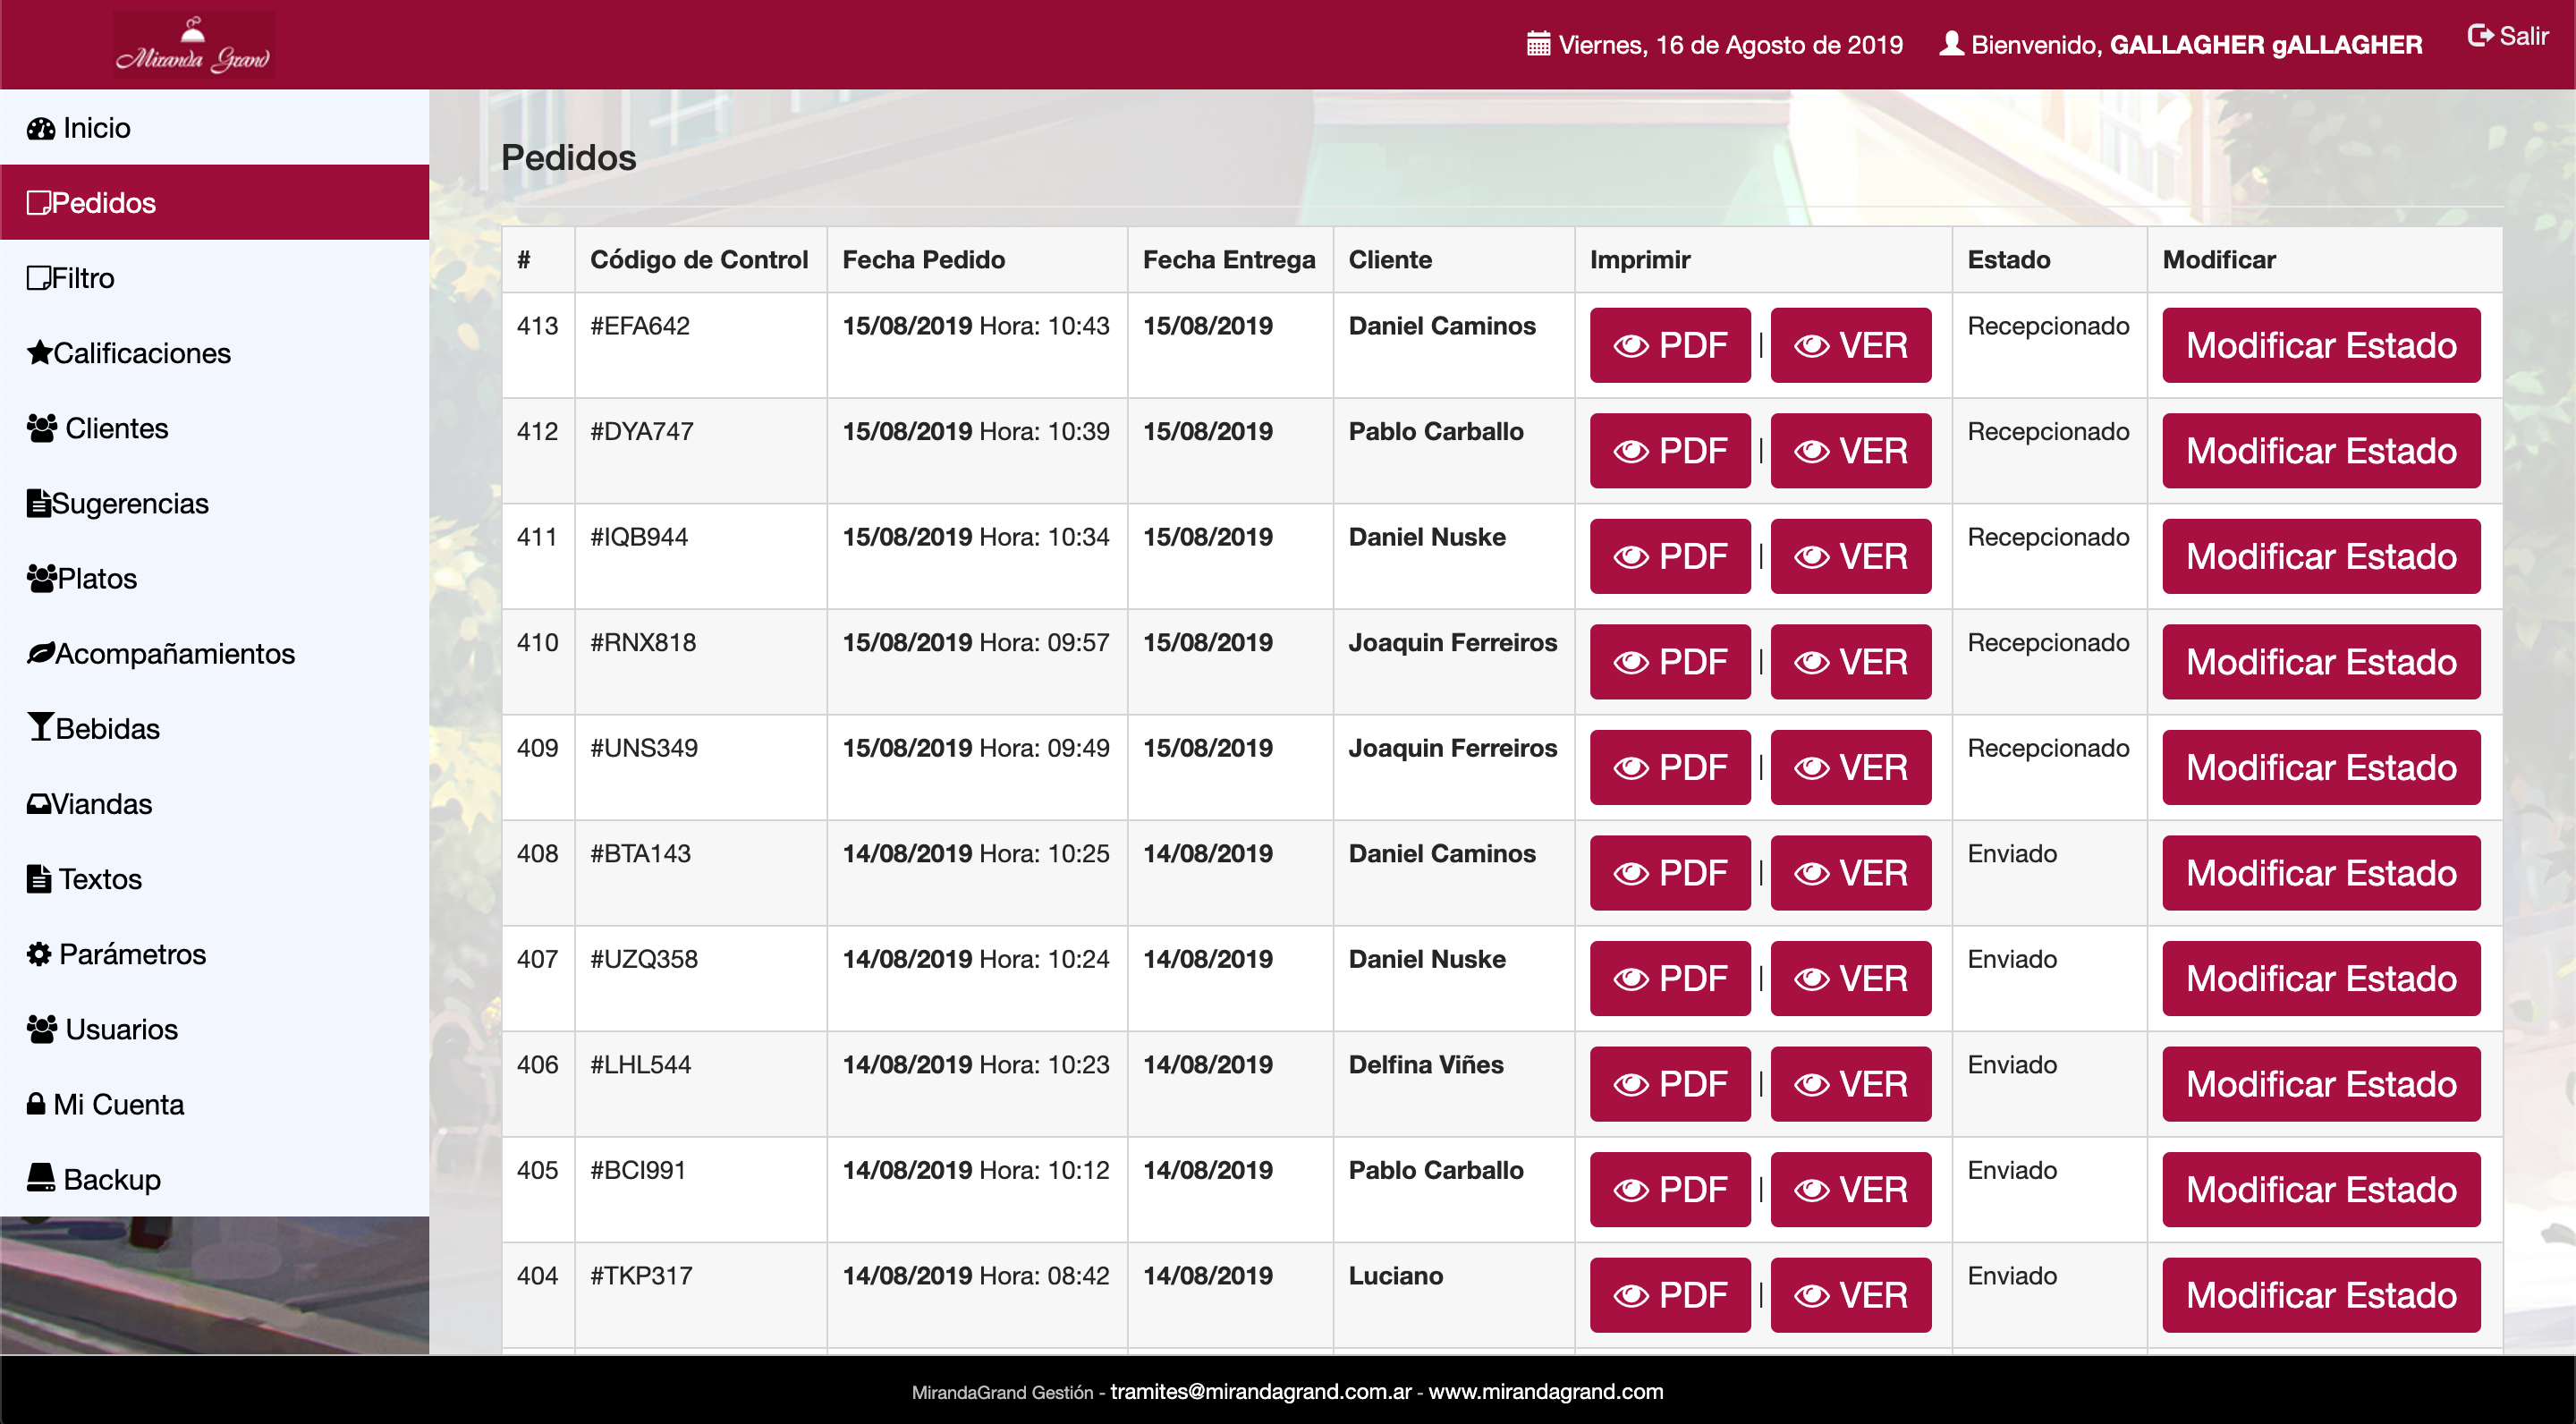 Miranda Grand
Viernes, 16 de Agosto de 2019 Bienvenido, GALLAGHER gALLAGHER Salir
Inicio
Pedidos
Filtro
Calificaciones
Clientes
Sugerencias
Platos
Acompañamientos
Bebidas
Viandas
Textos
Parámetros
Usuarios
Mi Cuenta
Backup
Pedidos
# Código de Control Fecha Pedido Fecha Entrega Cliente Imprimir Estado Modificar
413 #EFA642 15/08/2019 Hora: 10:43 15/08/2019 Daniel Caminos PDF | VER Recepcionado Modificar Estado
412 #DYA747 15/08/2019 Hora: 10:39 15/08/2019 Pablo Carballo PDF | VER Recepcionado Modificar Estado
411 #IQB944 15/08/2019 Hora: 10:34 15/08/2019 Daniel Nuske PDF | VER Recepcionado Modificar Estado
410 #RNX818 15/08/2019 Hora: 09:57 15/08/2019 Joaquin Ferreiros PDF | VER Recepcionado Modificar Estado
409 #UNS349 15/08/2019 Hora: 09:49 15/08/2019 Joaquin Ferreiros PDF | VER Recepcionado Modificar Estado
408 #BTA143 14/08/2019 Hora: 10:25 14/08/2019 Daniel Caminos PDF | VER Enviado Modificar Estado
407 #UZQ358 14/08/2019 Hora: 10:24 14/08/2019 Daniel Nuske PDF | VER Enviado Modificar Estado
406 #LHL544 14/08/2019 Hora: 10:23 14/08/2019 Delfina Viñes PDF | VER Enviado Modificar Estado
405 #BCI991 14/08/2019 Hora: 10:12 14/08/2019 Pablo Carballo PDF | VER Enviado Modificar Estado
404 #TKP317 14/08/2019 Hora: 08:42 14/08/2019 Luciano PDF | VER Enviado Modificar Estado
MirandaGrand Gestión - tramites@mirandagrand.com.ar - www.mirandagrand.com